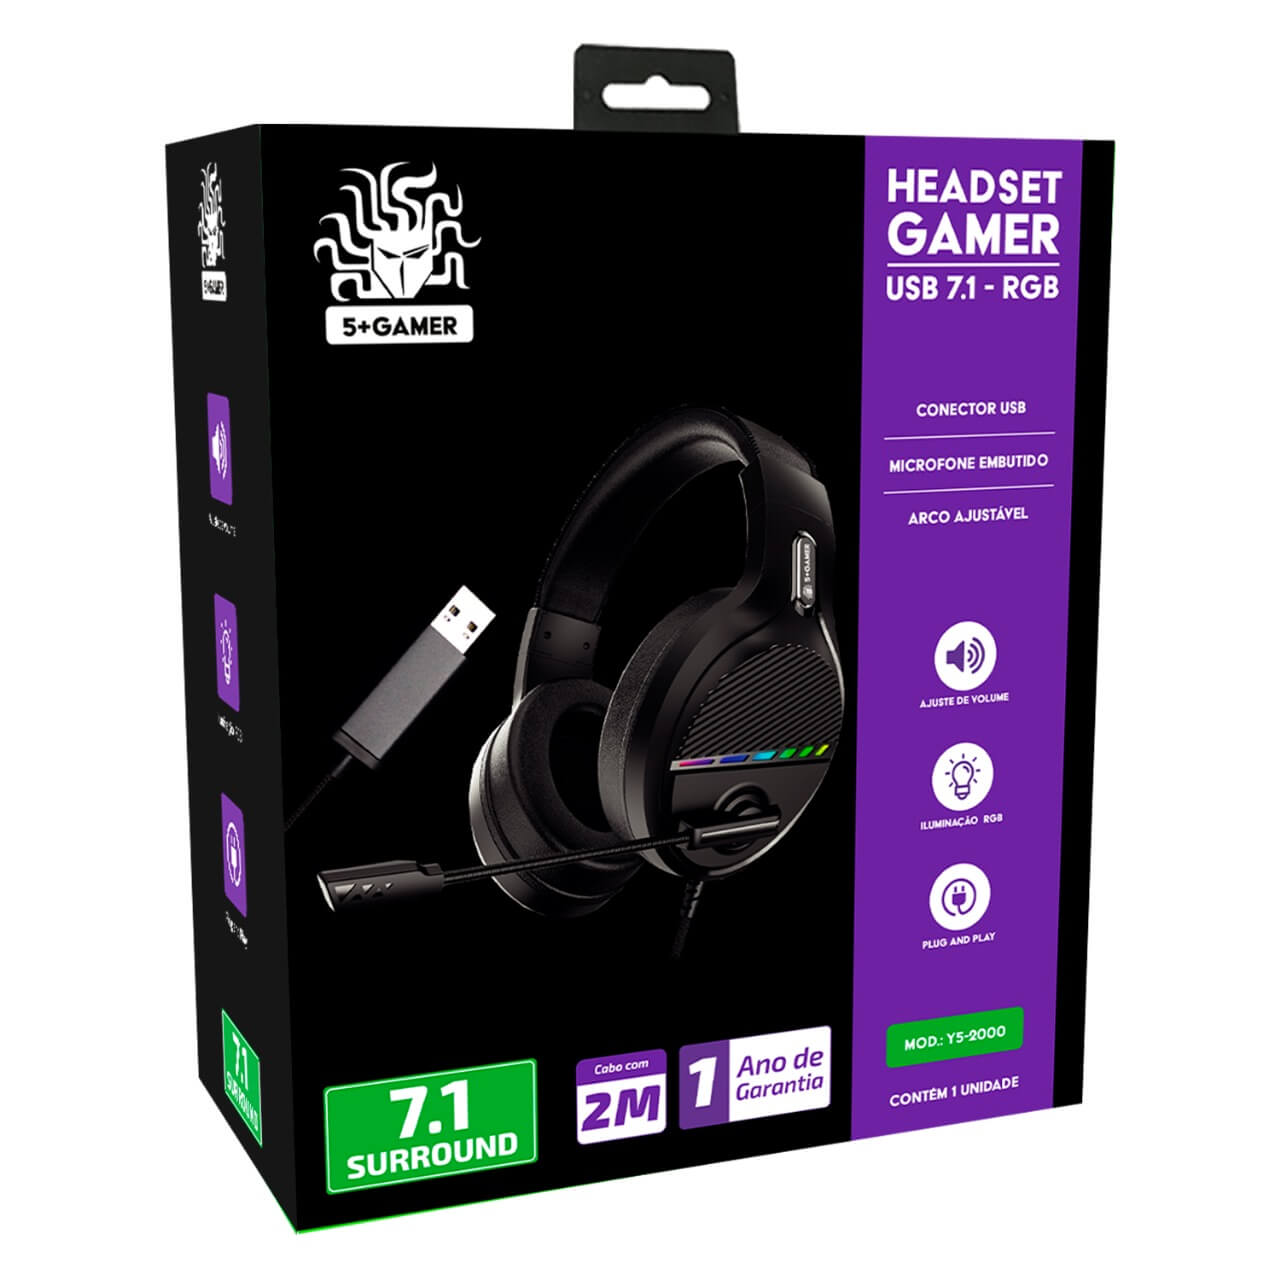 5+GAMER
5+GAMER
HEADSET
GAMER
USB 7.1 - RGB
CONECTOR USB
MICROFONE EMBUTIDO
ARCO AJUSTÁVEL
5+GAMER
AJUSTE DE VOLUME
ILUMINAÇÃO RGB
PLUG AND PLAY
MOD.: Y5-2000
CONTÉM 1 UNIDADE
7.1
SURROUND
Cabo com
2M
1 Ano de
Garantia
7.1
SURROUND